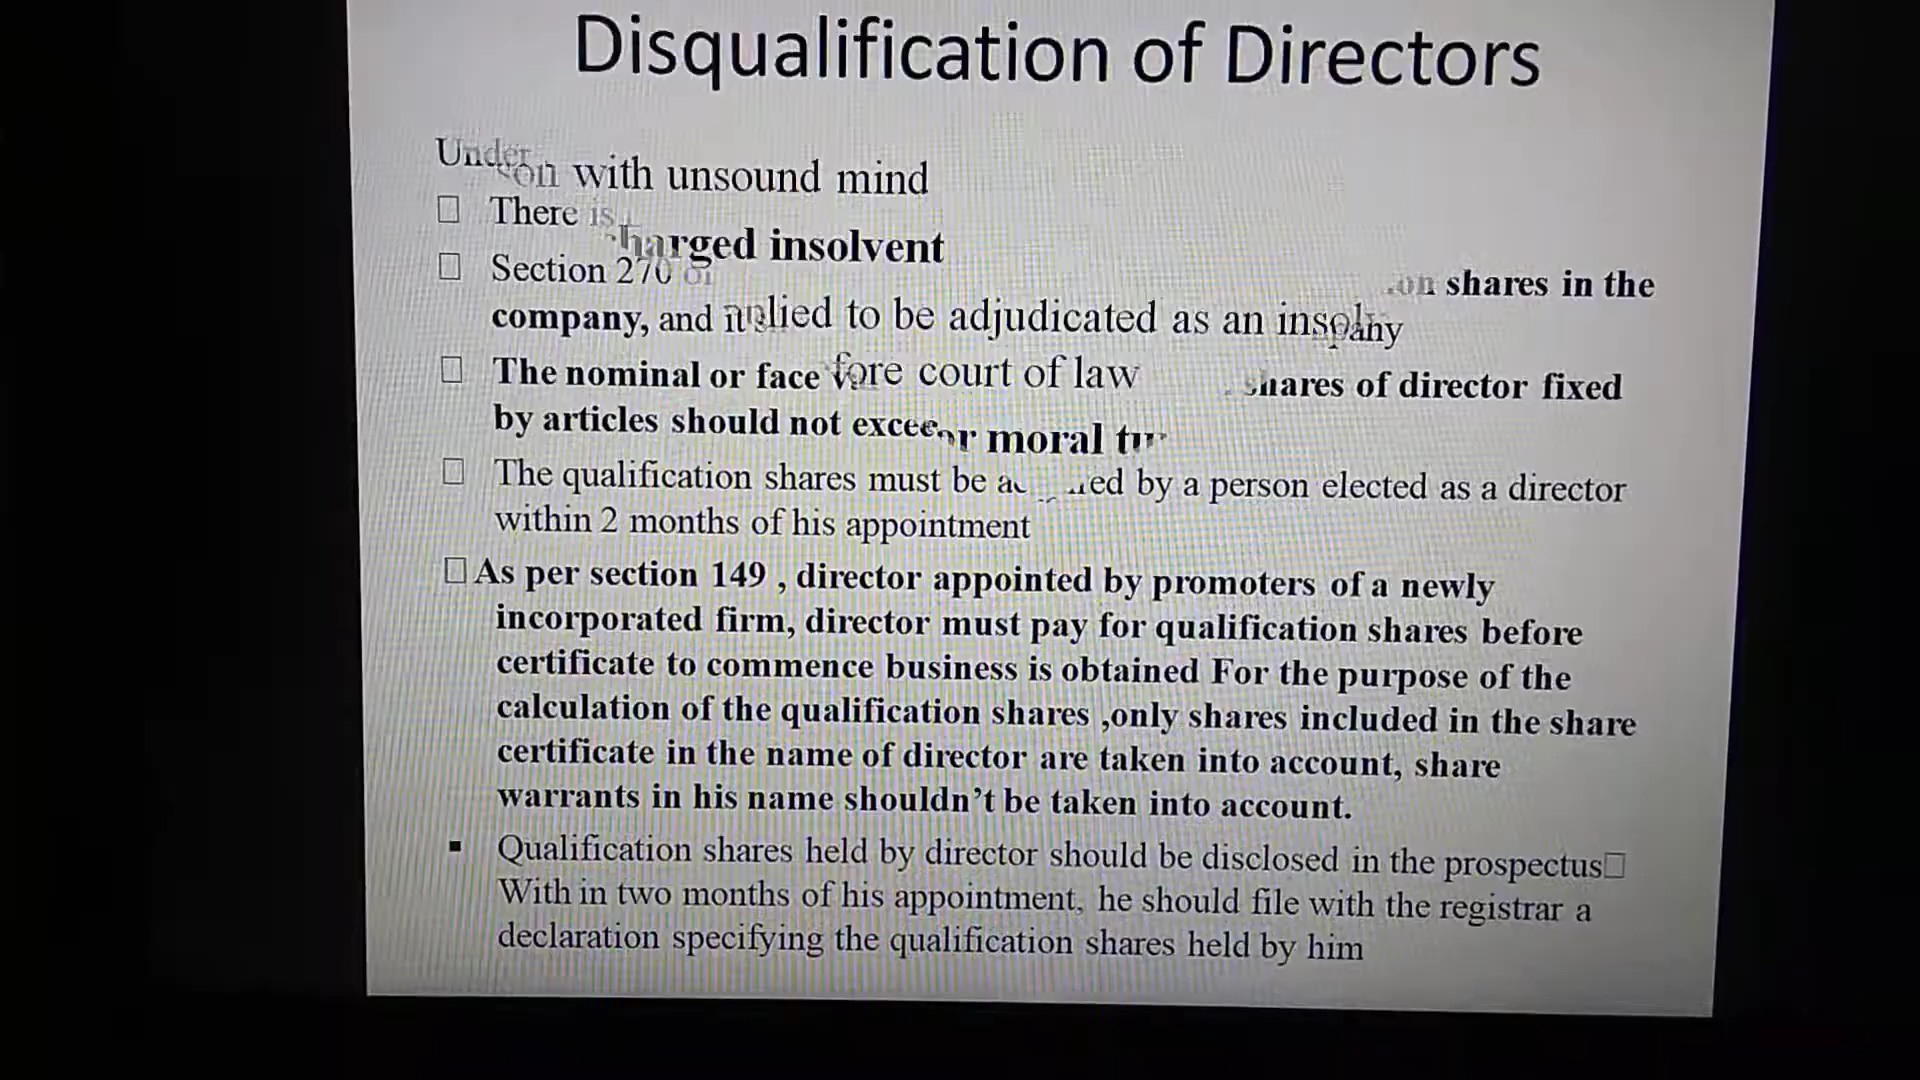 Disqualification of Directors
Under
with unsound mind
There is
insolvent
Section 270
shares in the
company, and to be adjudicated as an
The nominal or face court of law shares of director fixed
by articles should not moral
The qualification shares must be by a person elected as a director
within 2 months of his appointment
As per section 149 , director appointed by promoters of a newly
incorporated firm, director must pay for qualification shares before
certificate to commence business is obtained For the purpose of the
calculation of the qualification shares ,only shares included in the share
certificate in the name of director are taken into account, share
warrants in his name shouldn’t be taken into account.
Qualification shares held by director should be disclosed in the prospectus
With in two months of his appointment, he should file with the registrar a
declaration specifying the qualification shares held by him